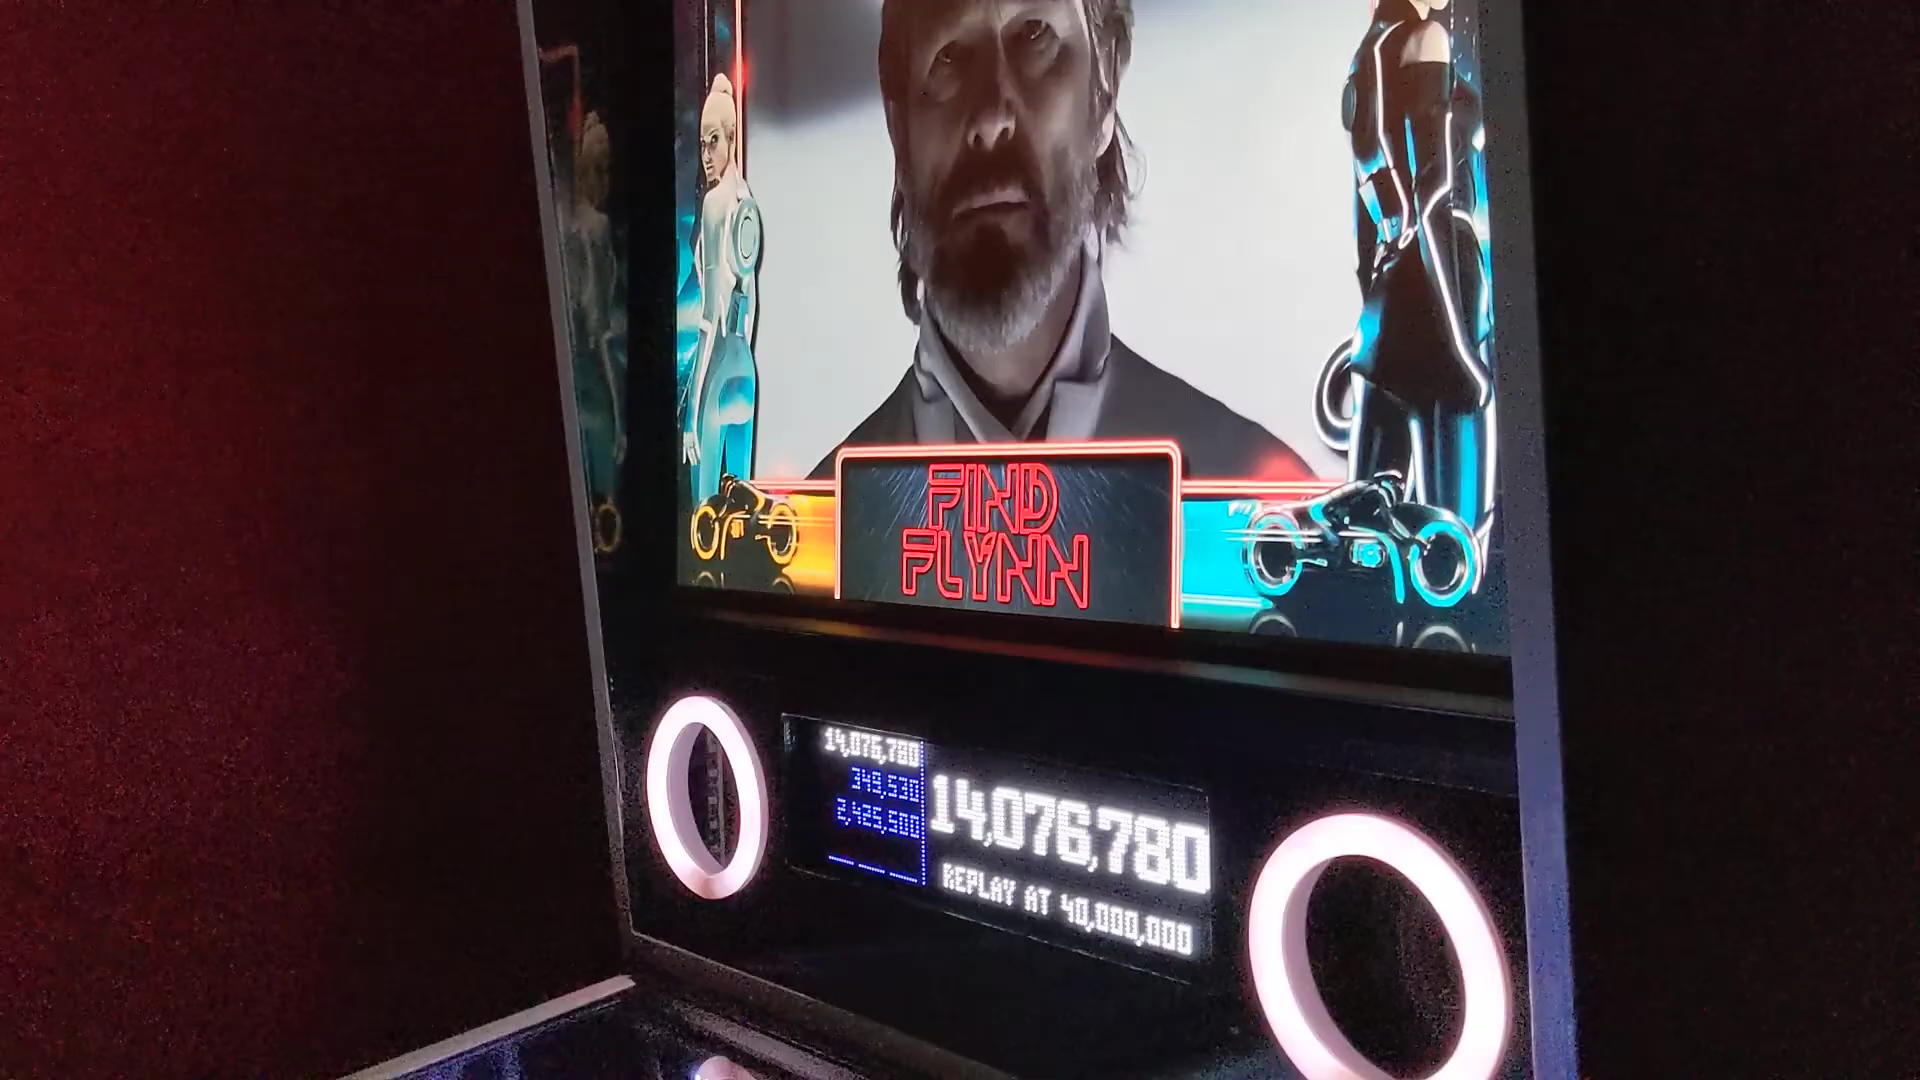 FIND
FLYNN
14,076,780
349,530
2,425,500
14,076,780
REPLAY AT 40,000,000